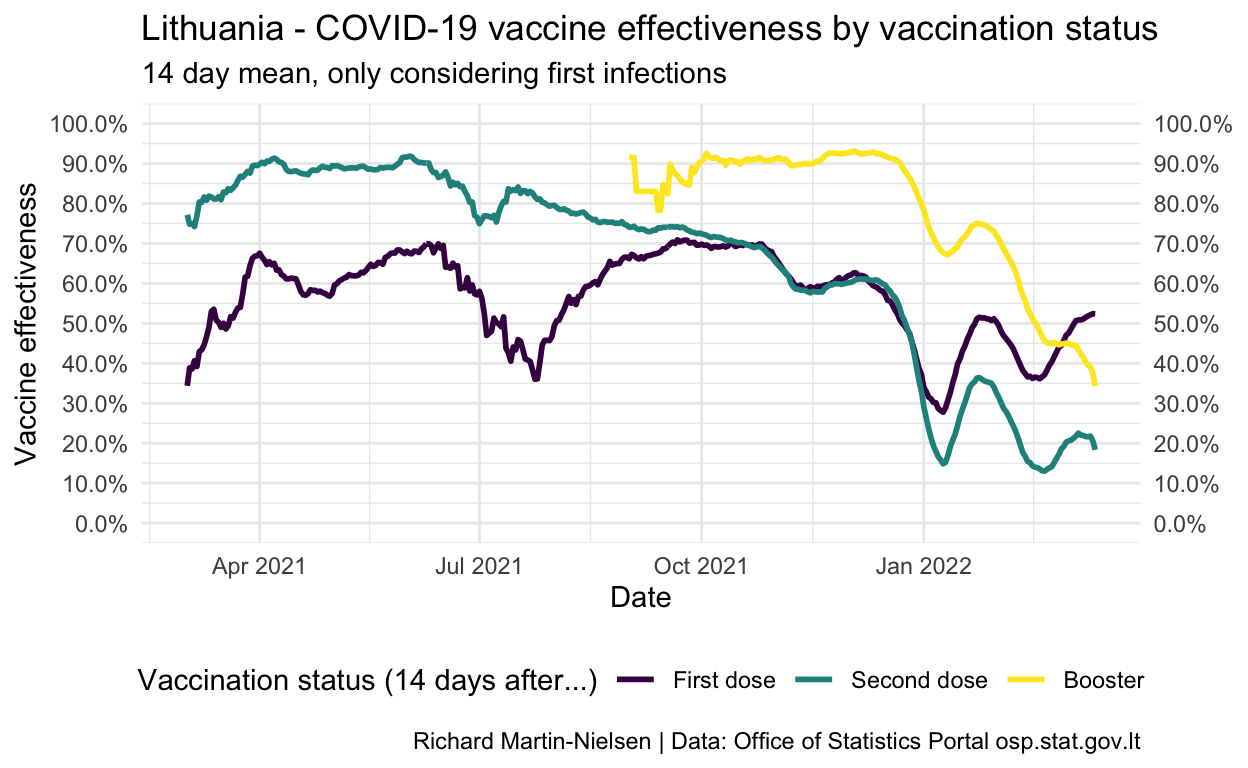 Lithuania - COVID-19 vaccine effectiveness by vaccination status
14 day mean, only considering first infections
Vaccine effectiveness
100.0% 100.0%
90.0% 90.0%
80.0% 80.0%
70.0% 70.0%
60.0% 60.0%
50.0% 50.0%
40.0% 40.0%
30.0% 30.0%
20.0% 20.0%
10.0% 10.0%
0.0% 0.0%
Apr 2021 Jul 2021 Oct 2021 Jan 2022
Date
Vaccination status (14 days after...) First dose Second dose Booster
Richard Martin-Nielsen | Data: Office of Statistics Portal osp.stat.gov.lt